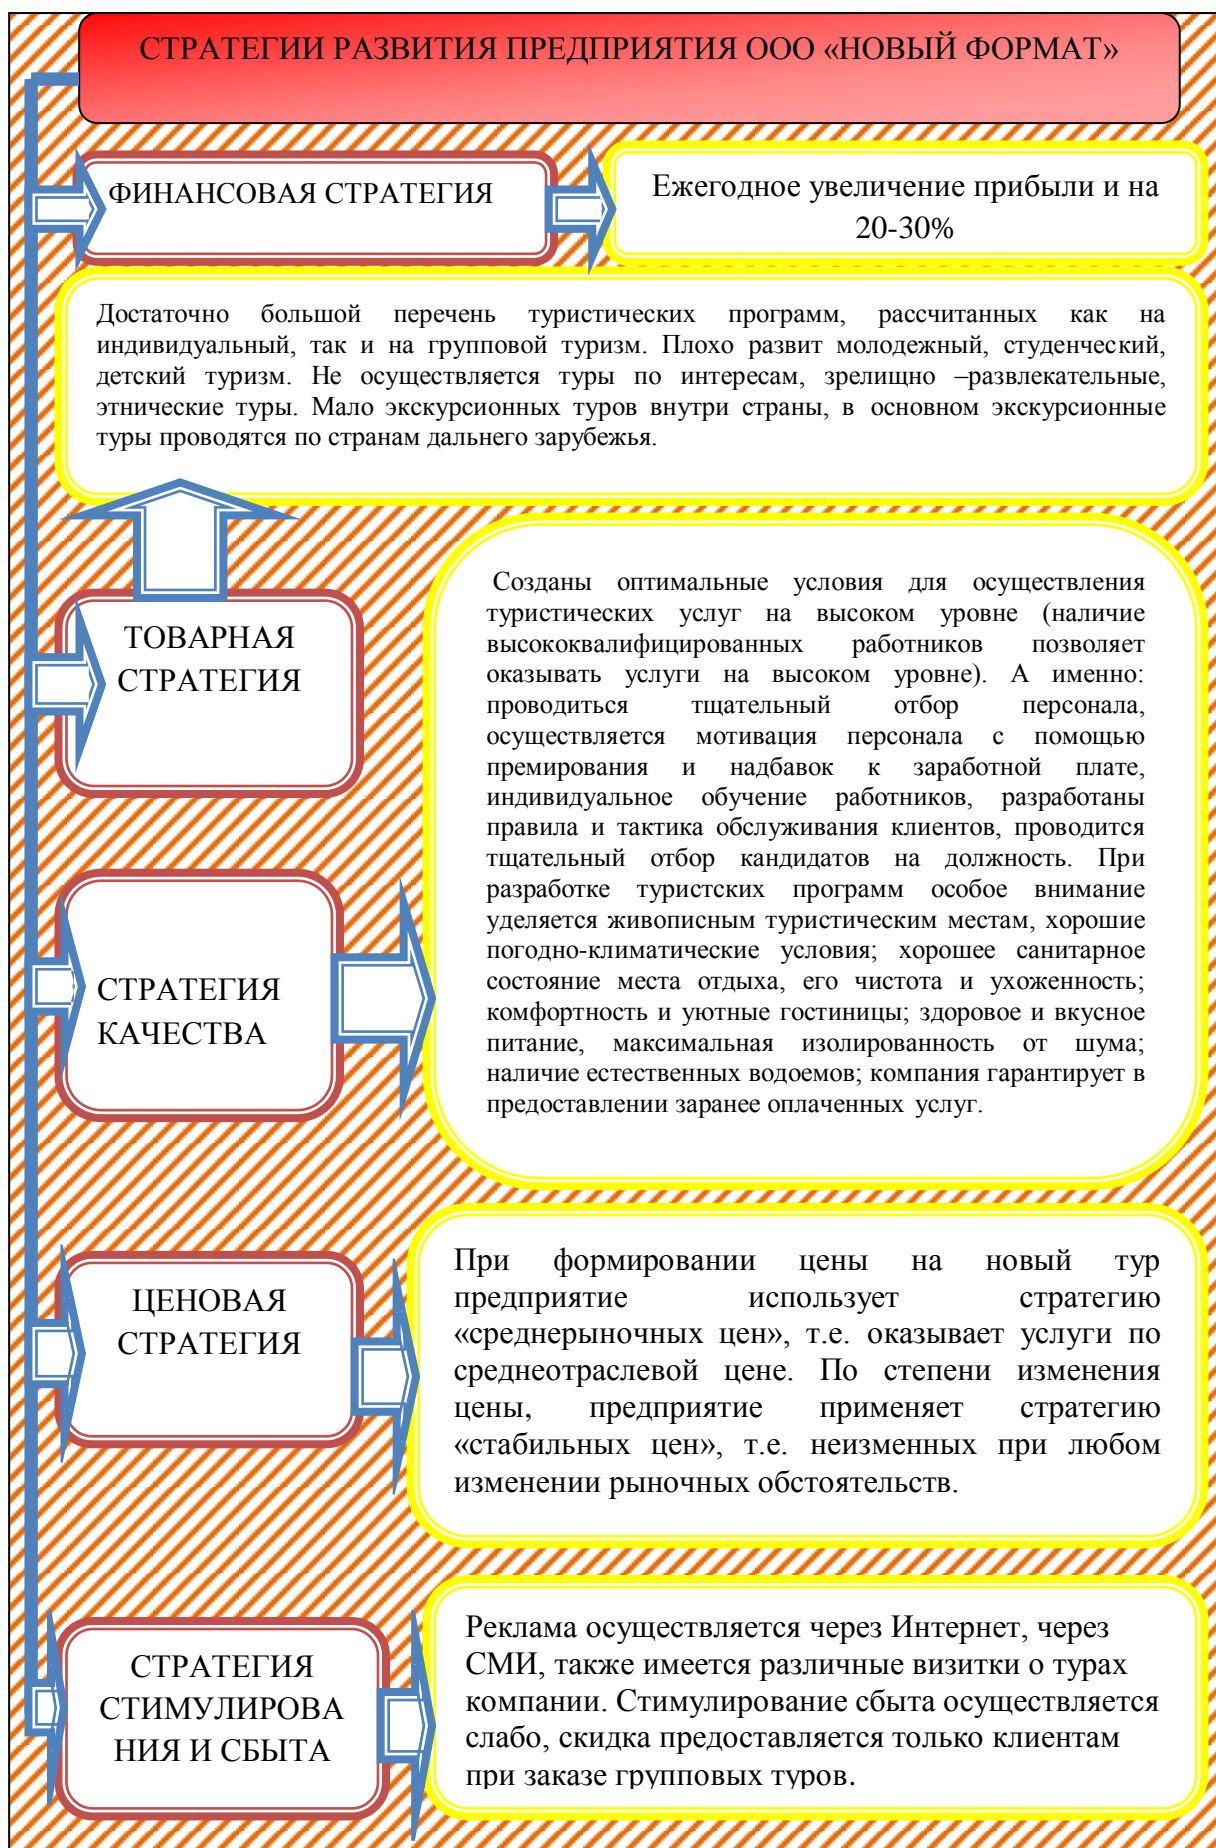 СТРАТЕГИИ РАЗВИТИЯ ПРЕДПРИЯТИЯ ООО «НОВЫЙ ФОРМАТ»
ФИНАНСОВАЯ СТРАТЕГИЯ
Ежегодное увеличение прибыли и на
20-30%
Достаточно большой перечень туристических программ, рассчитанных как на
индивидуальный, так и на групповой туризм. Плохо развит молодежный, студенческий,
детский туризм. Не осуществляется туры по интересам, зрелищно –развлекательные,
этнические туры. Мало экскурсионных туров внутри страны, в основном экскурсионные
туры проводятся по странам дальнего зарубежья.
ТОВАРНАЯ
СТРАТЕГИЯ
Созданы оптимальные условия для осуществления
туристических услуг на высоком уровне (наличие
высококвалифицированных работников позволяет
оказывать услуги на высоком уровне). А именно:
проводиться тщательный отбор персонала,
осуществляется мотивация персонала с помощью
премирования и надбавок к заработной плате,
индивидуальное обучение работников, разработаны
правила и тактика обслуживания клиентов, проводится
тщательный отбор кандидатов на должность. При
разработке туристских программ особое внимание
уделяется живописным туристическим местам, хорошие
погодно-климатические условия; хорошее санитарное
состояние места отдыха, его чистота и ухоженность;
комфортность и уютные гостиницы; здоровое и вкусное
питание, максимальная изолированность от шума;
наличие естественных водоемов; компания гарантирует в
предоставлении заранее оплаченных услуг.
СТРАТЕГИЯ
КАЧЕСТВА
ЦЕНОВАЯ
СТРАТЕГИЯ
При формировании цены на новый тур
предприятие использует стратегию
«среднерыночных цен», т.е. оказывает услуги по
среднеотраслевой цене. По степени изменения
цены, предприятие применяет стратегию
«стабильных цен», т.е. неизменных при любом
изменении рыночных обстоятельств.
СТРАТЕГИЯ
СТИМУЛИРОВА
НИЯ И СБЫТА
Реклама осуществляется через Интернет, через
СМИ, также имеется различные визитки о турах
компании. Стимулирование сбыта осуществляется
слабо, скидка предоставляется только клиентам
при заказе групповых туров.